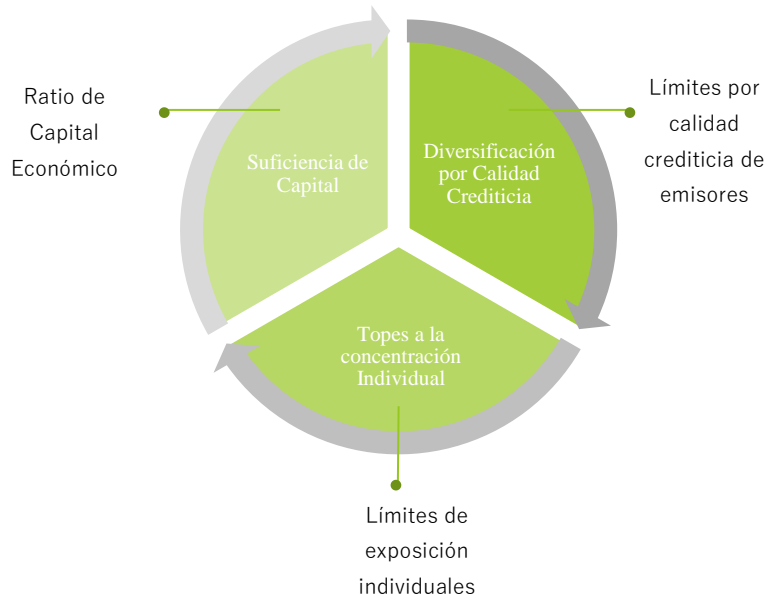 Ratio de
Capital
Económico
Suficiencia de
Capital
Diversificación
por Calidad
Crediticia
Límites por
calidad
crediticia de
emisores
Topes a la
concentración
Individual
Límites de
exposición
individuales